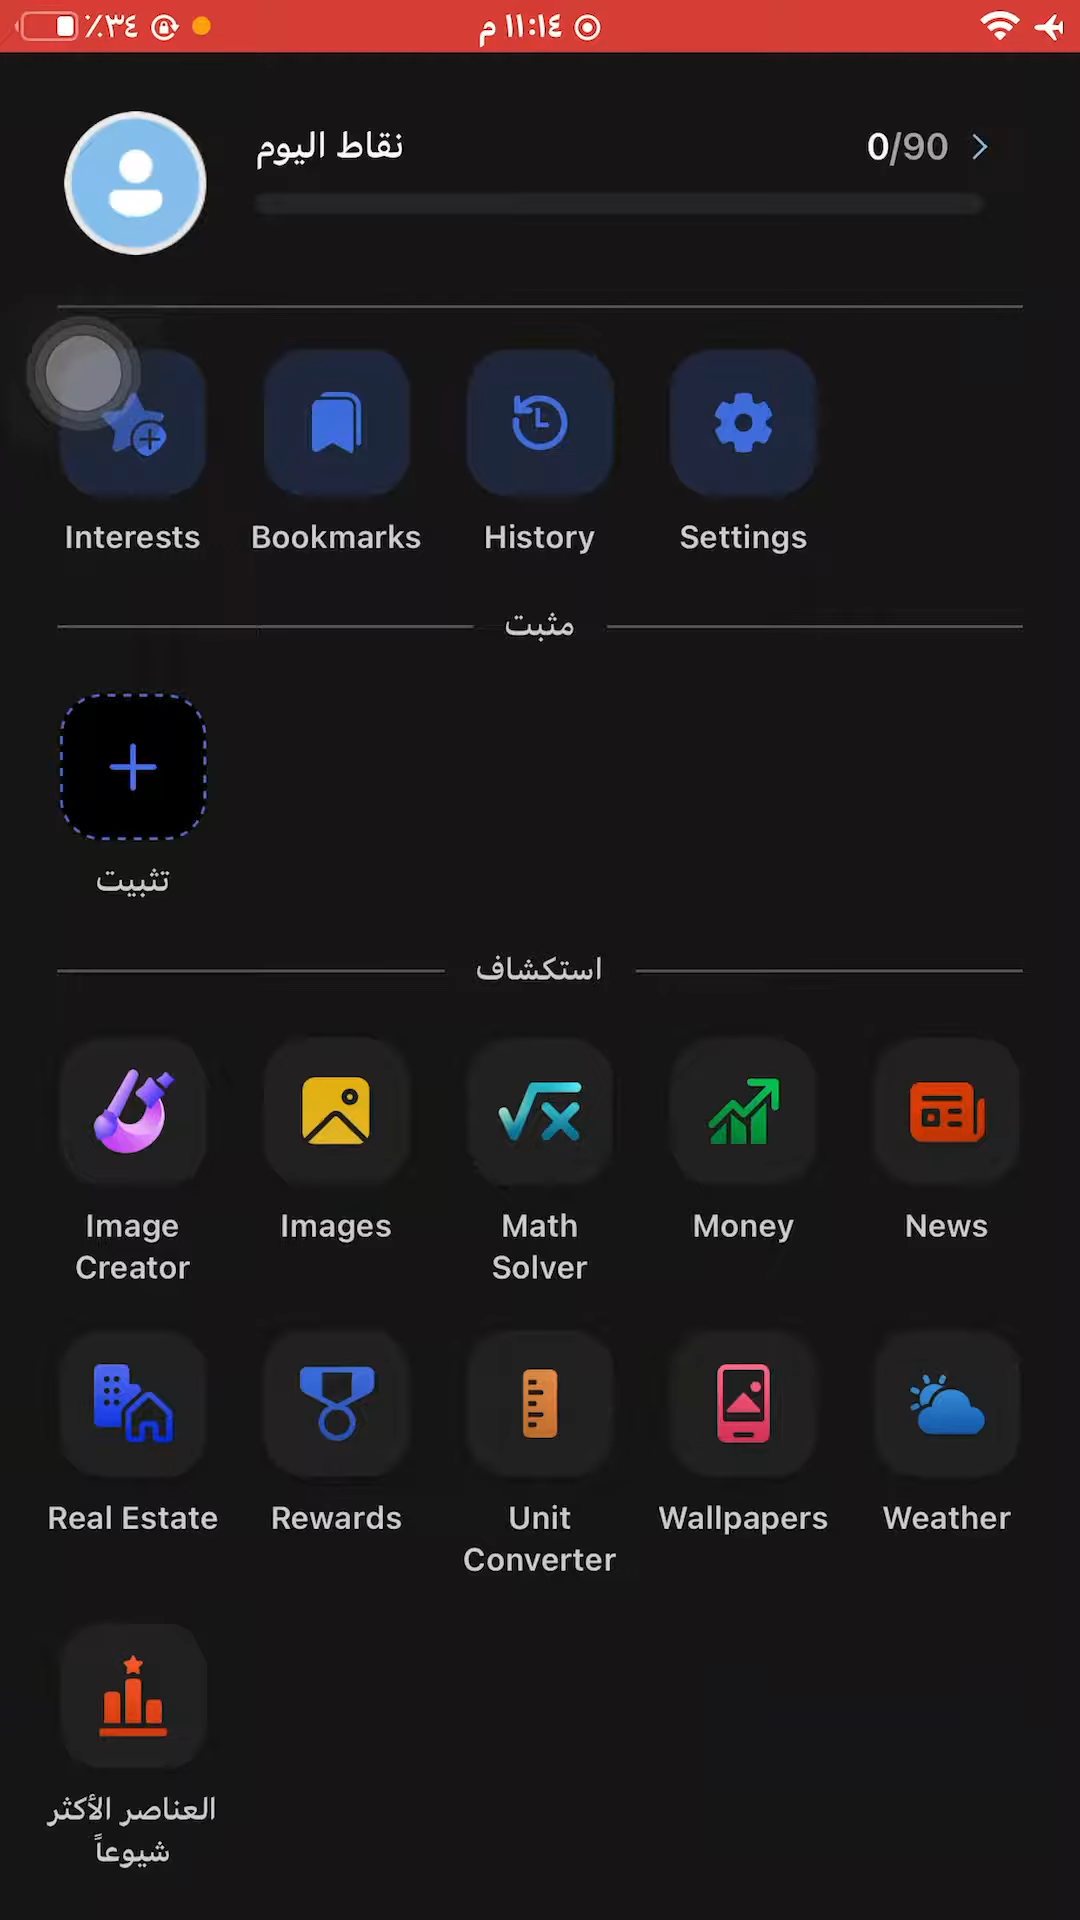 ٪٣٤
١١:١٤ م
نقاط اليوم
0/90
Interests
Bookmarks
History
Settings
مثبت
تثبيت
استكشاف
Image Creator
Images
Math Solver
Money
News
Real Estate
Rewards
Unit Converter
Wallpapers
Weather
العناصر الأكثر
شيوعاً